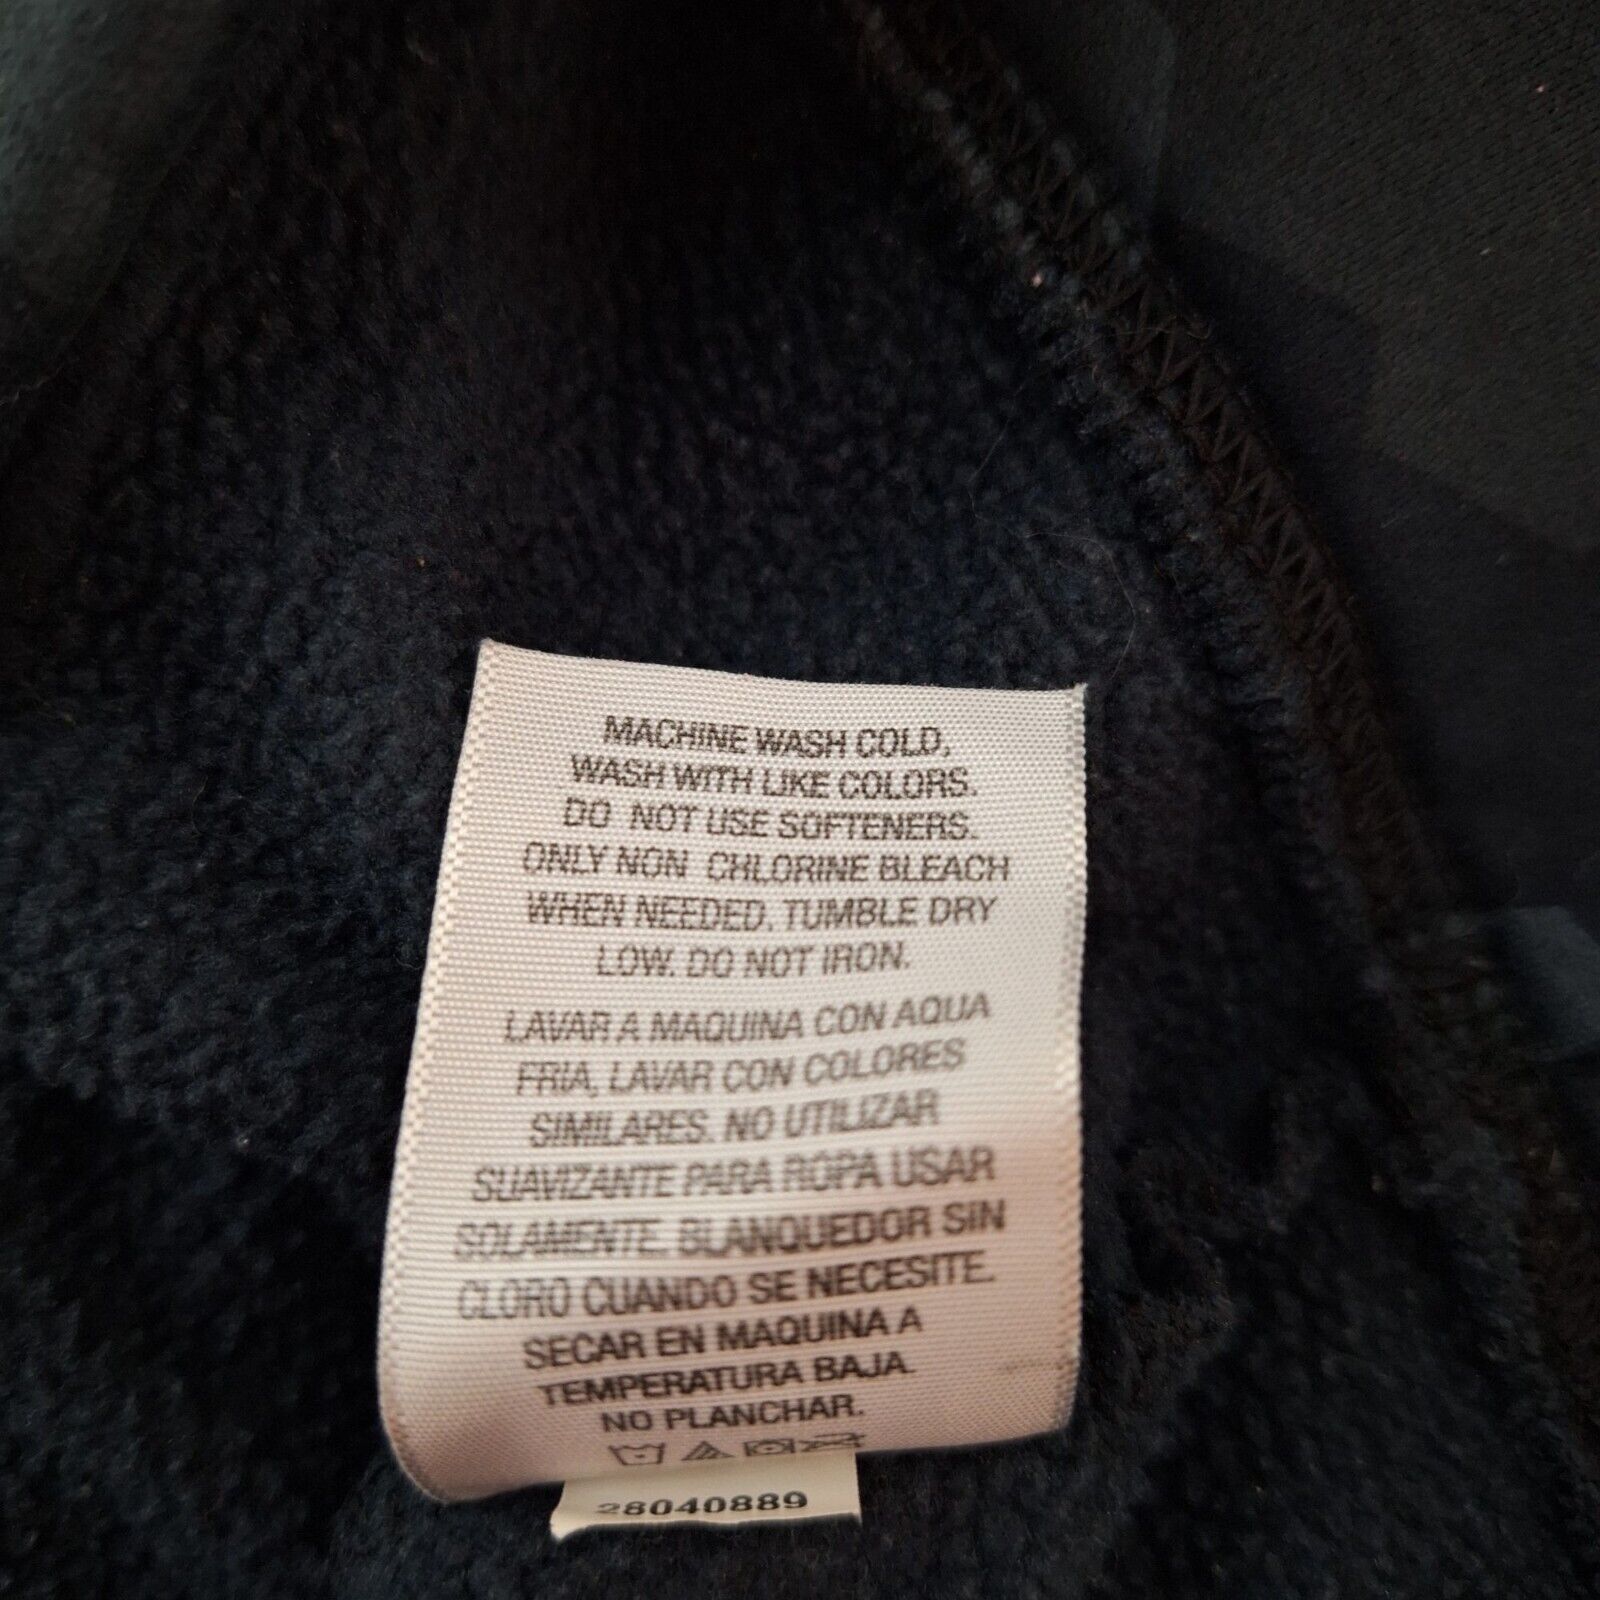 MACHINE WASH COLD,
WASH WITH LIKE COLORS.
DO NOT USE SOFTENERS.
ONLY NON CHLORINE BLEACH
WHEN NEEDED. TUMBLE DRY
LOW. DO NOT IRON.
LAVAR A MAQUINA CON AQUA
FRIA, LAVAR CON COLORES
SIMILARES. NO UTILIZAR
SUAVIZANTE PARA ROPA USAR
SOLAMENTE. BLANQUEDOR SIN
CLORO CUANDO SE NECESITE.
SECAR EN MAQUINA A
TEMPERATURA BAJA.
NO PLANCHAR.
28040889